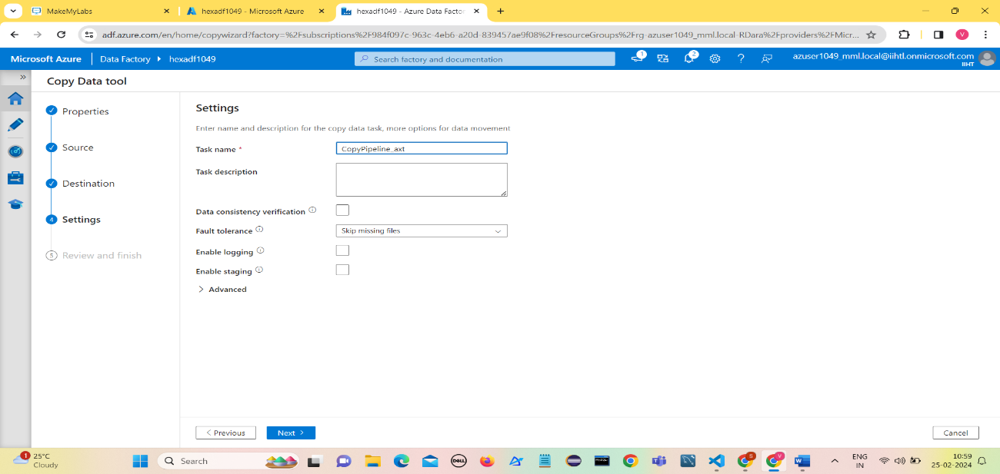 MakeMyLabs
hexadf1049 - Microsoft Azure
hexadf1049 - Azure Data Factor
adf.azure.com/en/home/copywizard?factory=%2Fsubscriptions%2F984f097c-963c-4eb6-a20d-839457ae9f08%2FresourceGroups%2Frg-azuser1049_mml.local-RDara%2Fproviders%2FMicr...
V
Microsoft Azure
Data Factory
hexadf1049
Search factory and documentation
1
2
azuser1049_mml.local@iihtl.onmicrosoft.com
IIHT
Copy Data tool
Properties
Source
Destination
4 Settings
5 Review and finish
Settings
Enter name and description for the copy data task, more options for data movement
Task name *
CopyPipeline_axt
Task description
Data consistency verification
Fault tolerance
Skip missing files
Enable logging
Enable staging
Advanced
Previous
Next
Cancel
1
25°C
Cloudy
Search
DELL
S
V
W
ENG
IN
10:59
25-02-2024